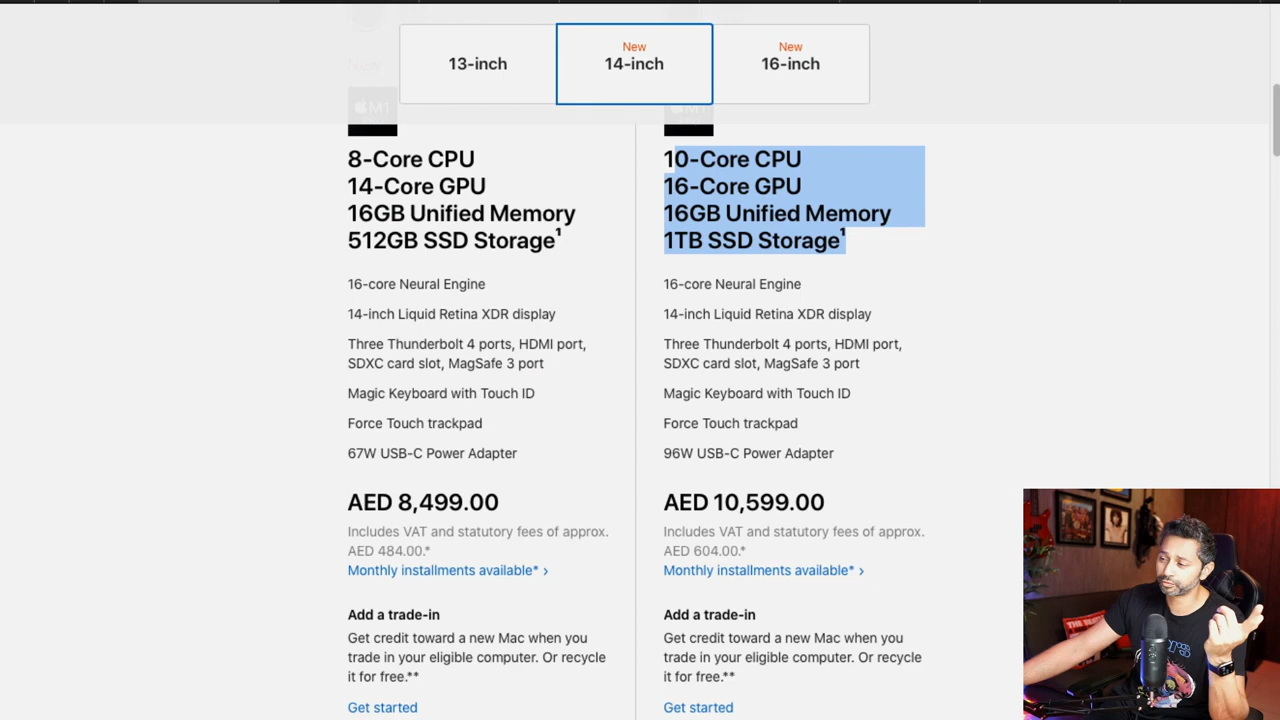 13-inch
New
14-inch
New
16-inch
M1
8-Core CPU
14-Core GPU
16GB Unified Memory
512GB SSD Storage¹
16-core Neural Engine
14-inch Liquid Retina XDR display
Three Thunderbolt 4 ports, HDMI port,
SDXC card slot, MagSafe 3 port
Magic Keyboard with Touch ID
Force Touch trackpad
67W USB-C Power Adapter
AED 8,499.00
Includes VAT and statutory fees of approx.
AED 484.00.*
Monthly installments available* ›
Add a trade-in
Get credit toward a new Mac when you
trade in your eligible computer. Or recycle
it for free.**
Get started
M1
10-Core CPU
16-Core GPU
16GB Unified Memory
1TB SSD Storage¹
16-core Neural Engine
14-inch Liquid Retina XDR display
Three Thunderbolt 4 ports, HDMI port,
SDXC card slot, MagSafe 3 port
Magic Keyboard with Touch ID
Force Touch trackpad
96W USB-C Power Adapter
AED 10,599.00
Includes VAT and statutory fees of approx.
AED 604.00.*
Monthly installments available* ›
Add a trade-in
Get credit toward a new Mac when you
trade in your eligible computer. Or recycle
it for free.**
Get started